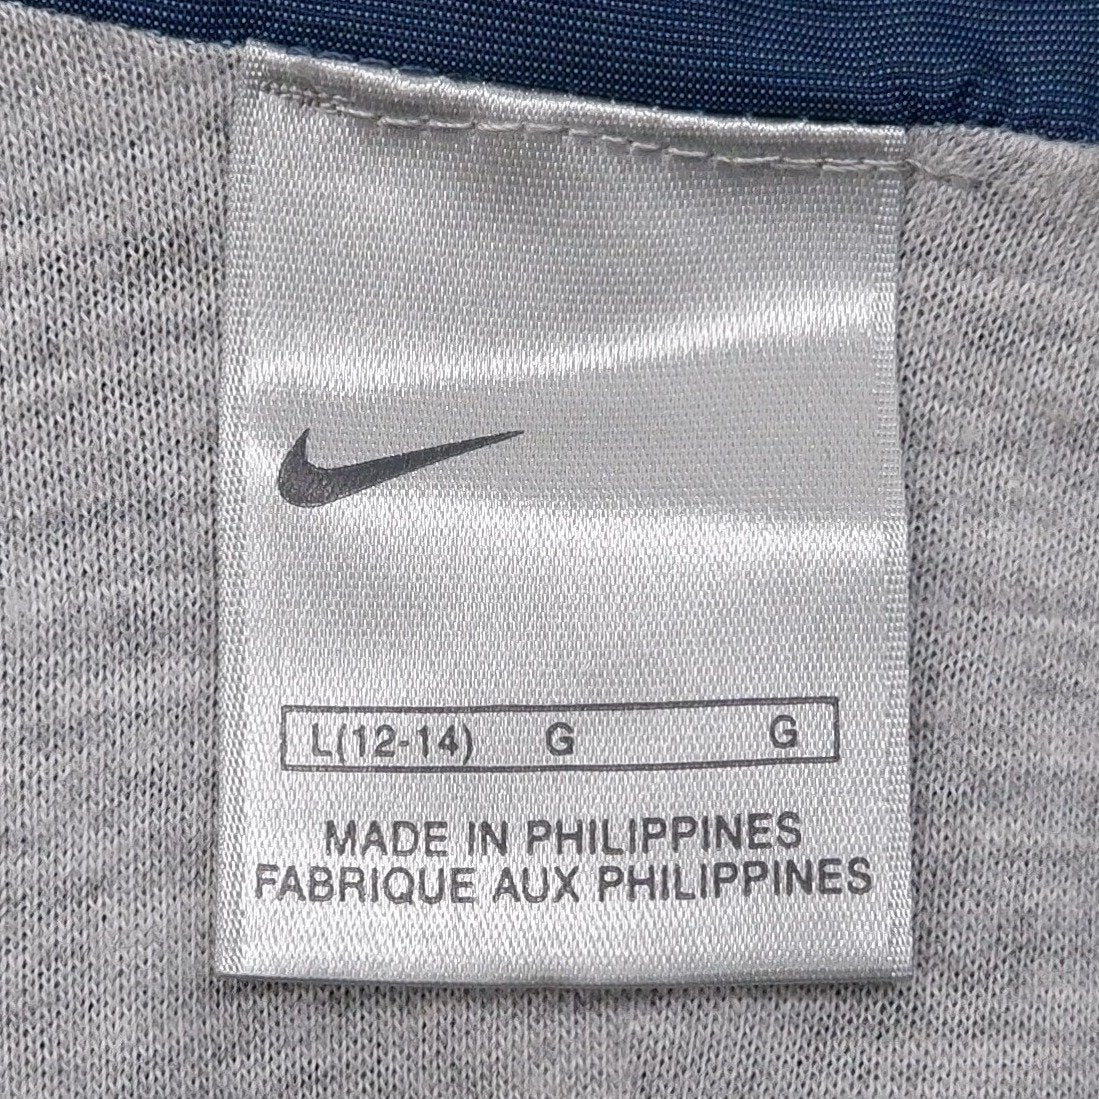 L(12-14) G G
MADE IN PHILIPPINES
FABRIQUE AUX PHILIPPINES